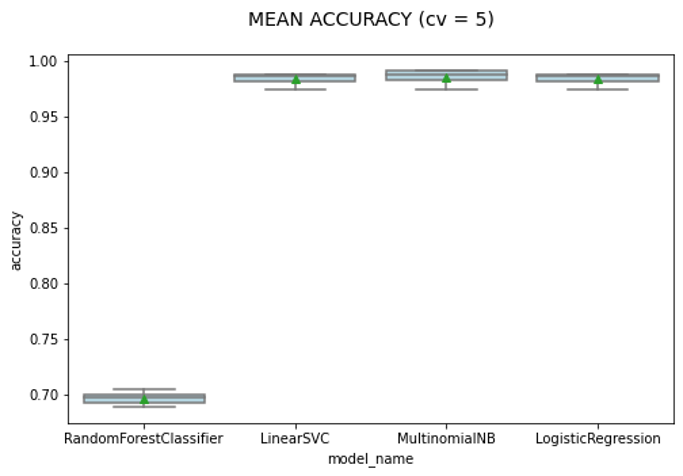 MEAN ACCURACY (cv = 5)
1.00
0.95
0.90
0.85
0.80
0.75
0.70
accuracy
RandomForestClassifier LinearSVC MultinomialNB LogisticRegression
model_name